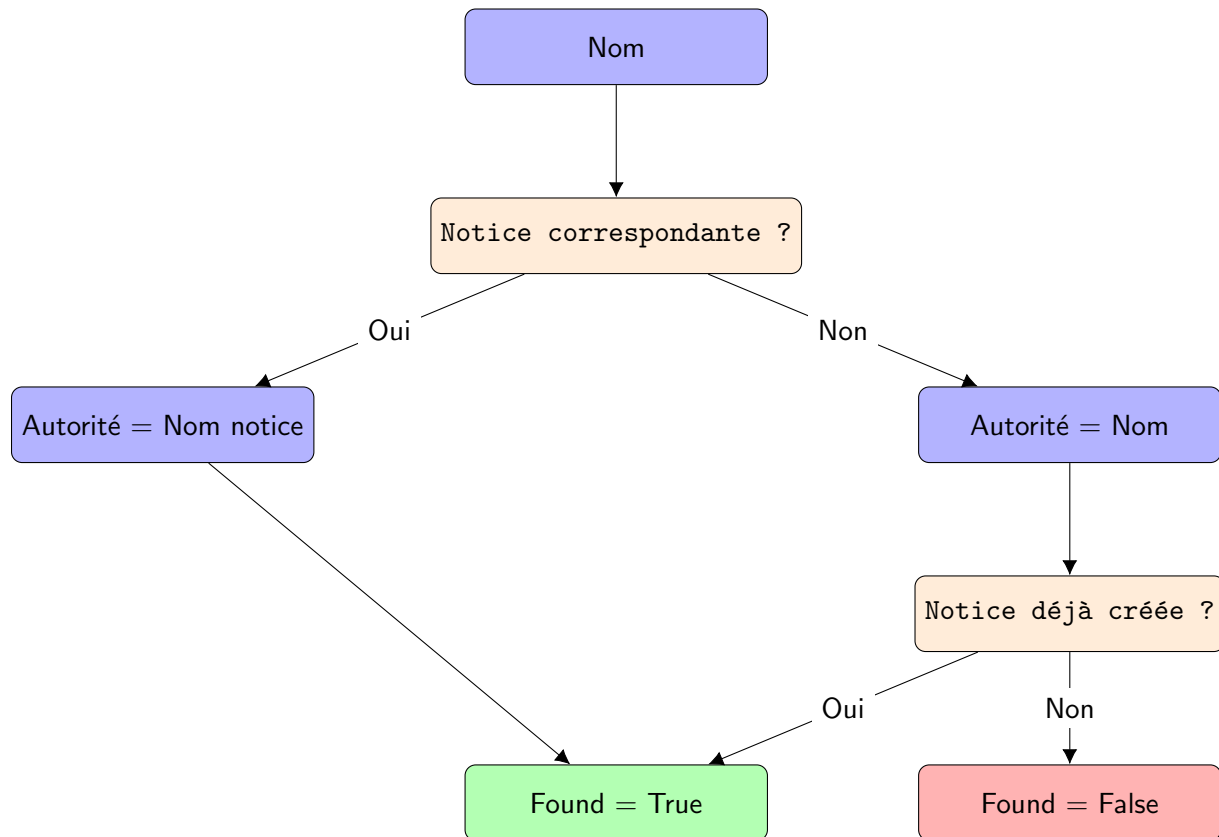 Nom
Notice correspondante ?
Oui
Non
Autorité = Nom notice
Autorité = Nom
Notice déjà créée ?
Oui
Non
Found = True
Found = False